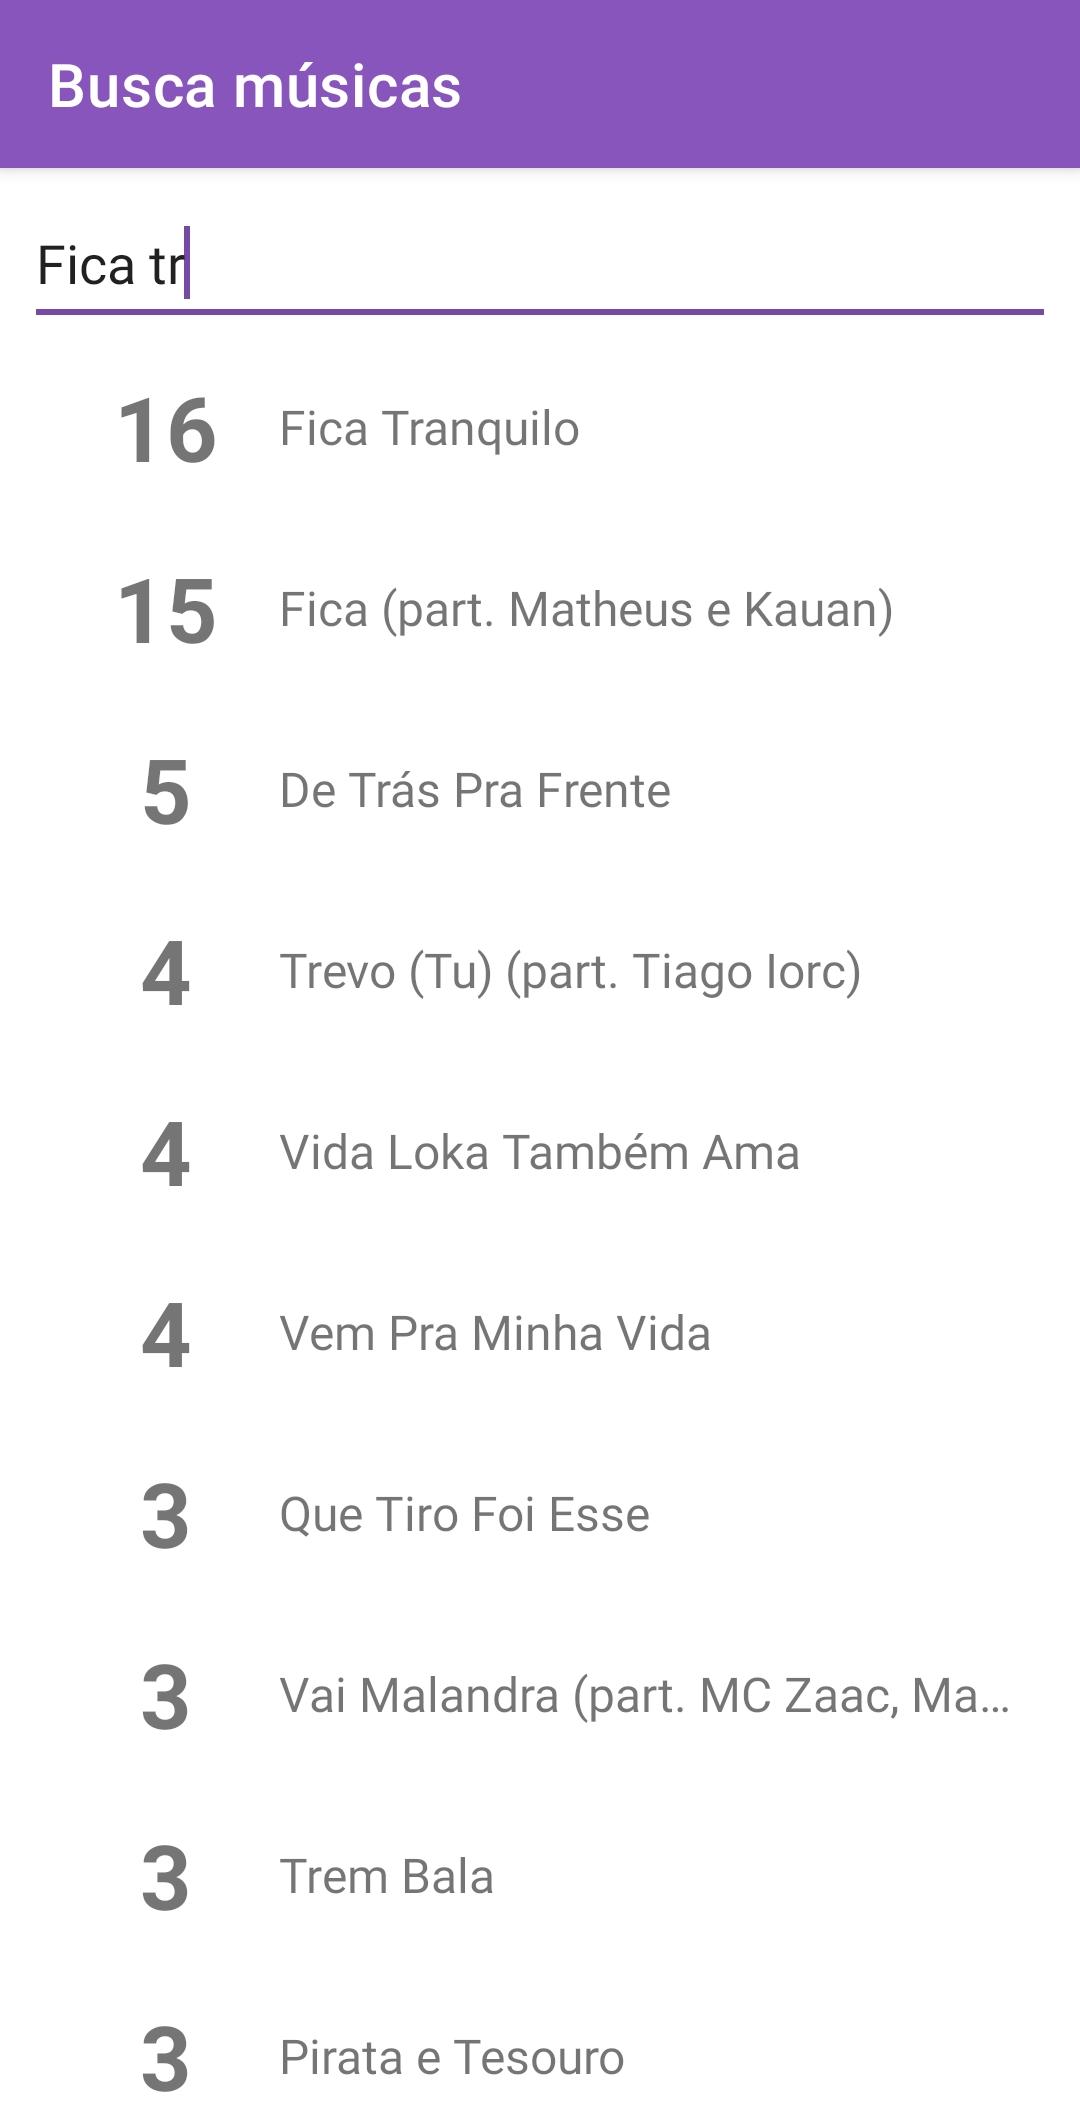 Busca músicas
Fica tr
16 Fica Tranquilo
15 Fica (part. Matheus e Kauan)
5 De Trás Pra Frente
4 Trevo (Tu) (part. Tiago Iorc)
4 Vida Loka Também Ama
4 Vem Pra Minha Vida
3 Que Tiro Foi Esse
3 Vai Malandra (part. MC Zaac, Ma...
3 Trem Bala
3 Pirata e Tesouro